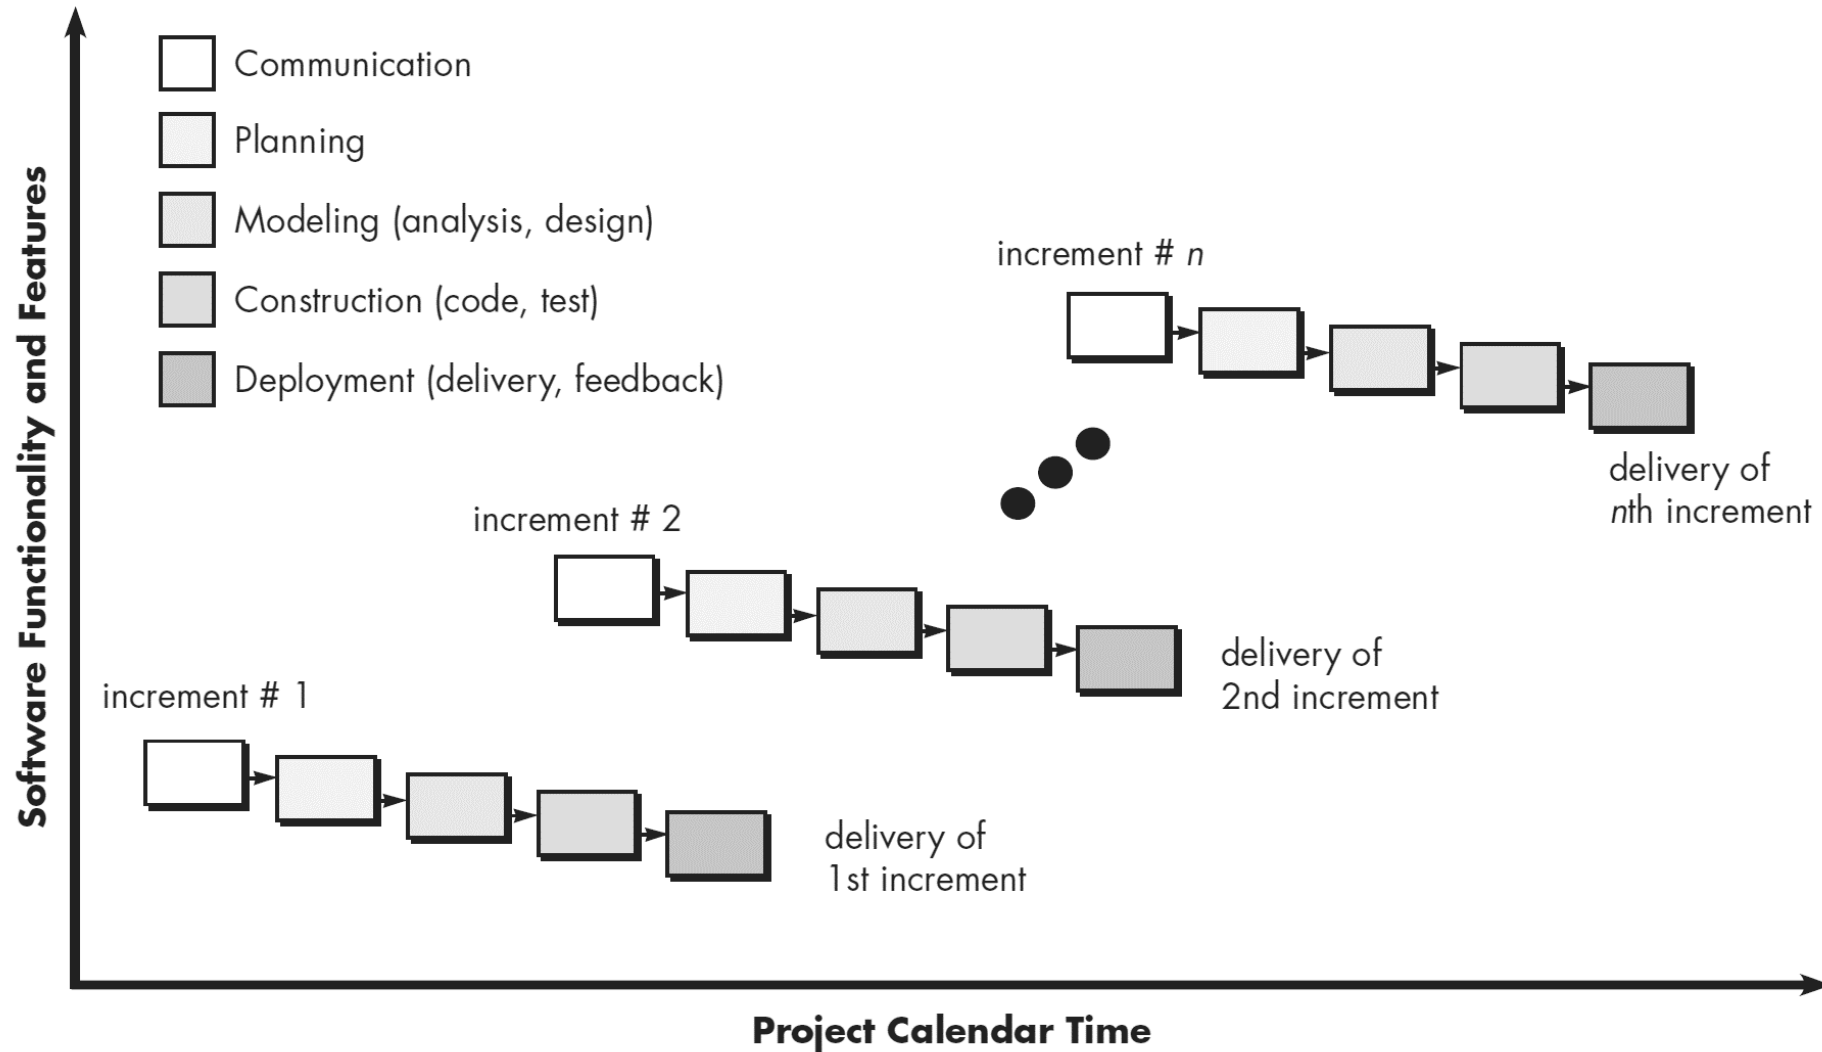 Software Functionality and Features
Communication
Planning
Modeling (analysis, design)
Construction (code, test)
Deployment (delivery, feedback)
increment # n
delivery of
nth increment
increment # 2
delivery of
2nd increment
increment # 1
delivery of
1st increment
Project Calendar Time